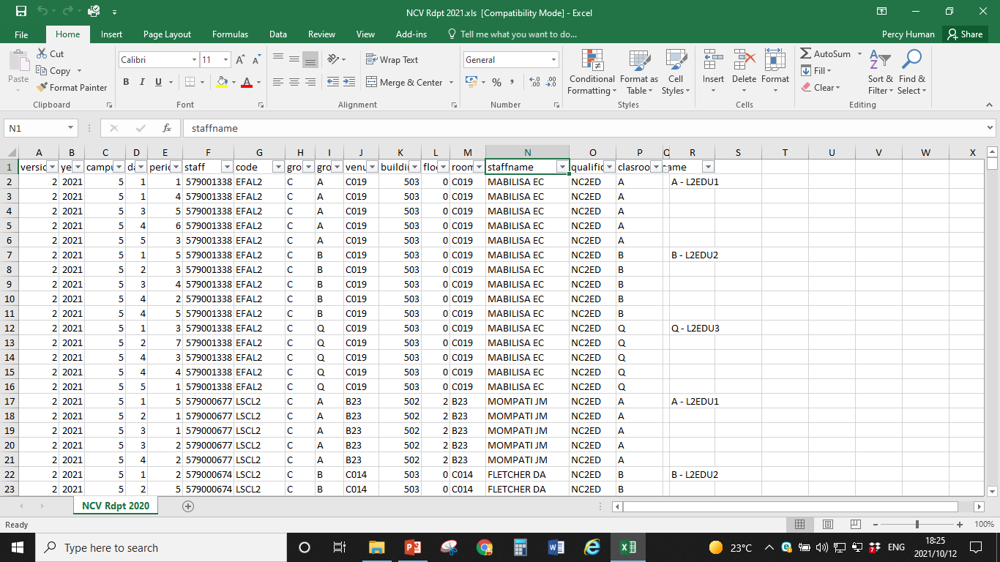 NCV Rdpt 2021.xls [Compatibility Mode] - Excel
File Home Insert Page Layout Formulas Data Review View Add-ins Tell me what you want to do... Percy Human Share
Paste Cut Calibri 11 Wrap Text General Conditional Formatting Format as Table Cell Styles Insert Delete Format AutoSum Sort & Filter Find & Select
Copy Fill
Format Painter B I U Merge & Center % Clear
Clipboard Font Alignment Number Styles Cells Editing
N1 fx staffname
A B C D E F G H I J K L M N O P Q R S T U V W X
1 versio ye campu da perio staff code gro gro venu buildi floo room staffname qualific clasroo ame
2 2 2021 5 1 1 579001338 EFAL2 C A C019 503 0 C019 MABILISA EC NC2ED A A - L2EDU1
3 2 2021 5 1 4 579001338 EFAL2 C A C019 503 0 C019 MABILISA EC NC2ED A
4 2 2021 5 3 5 579001338 EFAL2 C A C019 503 0 C019 MABILISA EC NC2ED A
5 2 2021 5 4 6 579001338 EFAL2 C A C019 503 0 C019 MABILISA EC NC2ED A
6 2 2021 5 5 3 579001338 EFAL2 C A C019 503 0 C019 MABILISA EC NC2ED A
7 2 2021 5 1 5 579001338 EFAL2 C B C019 503 0 C019 MABILISA EC NC2ED B B - L2EDU2
8 2 2021 5 2 3 579001338 EFAL2 C B C019 503 0 C019 MABILISA EC NC2ED B
9 2 2021 5 3 4 579001338 EFAL2 C B C019 503 0 C019 MABILISA EC NC2ED B
10 2 2021 5 4 2 579001338 EFAL2 C B C019 503 0 C019 MABILISA EC NC2ED B
11 2 2021 5 4 5 579001338 EFAL2 C B C019 503 0 C019 MABILISA EC NC2ED B
12 2 2021 5 1 3 579001338 EFAL2 C Q C019 503 0 C019 MABILISA EC NC2ED Q Q - L2EDU3
13 2 2021 5 2 7 579001338 EFAL2 C Q C019 503 0 C019 MABILISA EC NC2ED Q
14 2 2021 5 4 3 579001338 EFAL2 C Q C019 503 0 C019 MABILISA EC NC2ED Q
15 2 2021 5 4 4 579001338 EFAL2 C Q C019 503 0 C019 MABILISA EC NC2ED Q
16 2 2021 5 5 1 579001338 EFAL2 C Q C019 503 0 C019 MABILISA EC NC2ED Q
17 2 2021 5 1 5 579000677 LSCL2 C A B23 502 2 B23 MOMPATI JM NC2ED A A - L2EDU1
18 2 2021 5 2 1 579000677 LSCL2 C A B23 502 2 B23 MOMPATI JM NC2ED A
19 2 2021 5 3 1 579000677 LSCL2 C A B23 502 2 B23 MOMPATI JM NC2ED A
20 2 2021 5 3 2 579000677 LSCL2 C A B23 502 2 B23 MOMPATI JM NC2ED A
21 2 2021 5 4 2 579000677 LSCL2 C A B23 502 2 B23 MOMPATI JM NC2ED A
22 2 2021 5 1 2 579000674 LSCL2 C B C014 503 0 C014 FLETCHER DA NC2ED B B - L2EDU2
23 2 2021 5 2 5 579000674 LSCL2 C B C014 503 0 C014 FLETCHER DA NC2ED B
NCV Rdpt 2020
Ready 100%
Type here to search 23°C ENG 18:25
2021/10/12